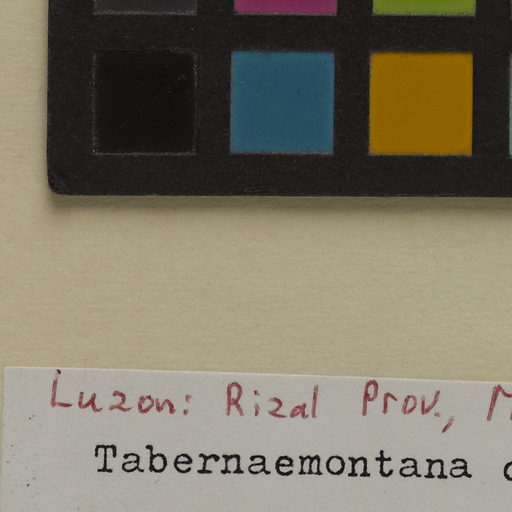 Luzon: Rizal Prov.,
Tabernaemontana